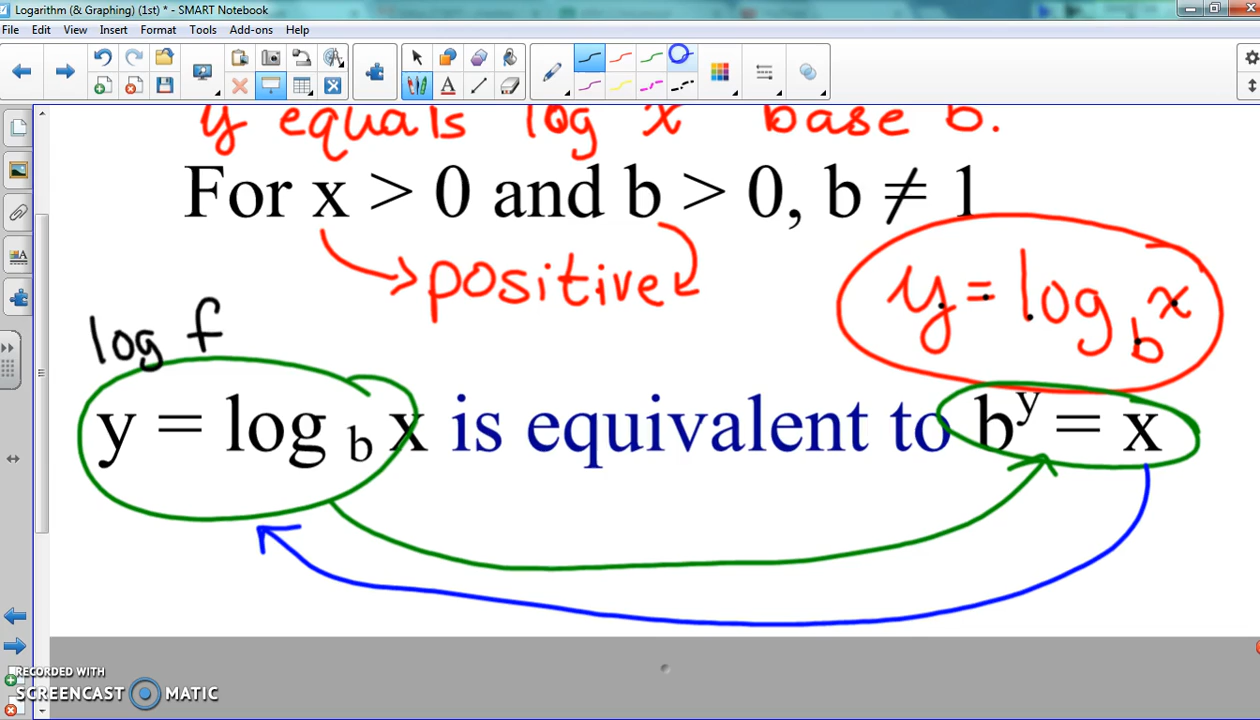 Logarithm (& Graphing) (1st) * - SMART Notebook
File Edit View Insert Format Tools Add-ons Help
y equals log x base b.
For x > 0 and b > 0, b ≠ 1
positive
y = log b x
log f
y = log b x is equivalent to b^y = x
RECORDED WITH
SCREENCAST MATIC